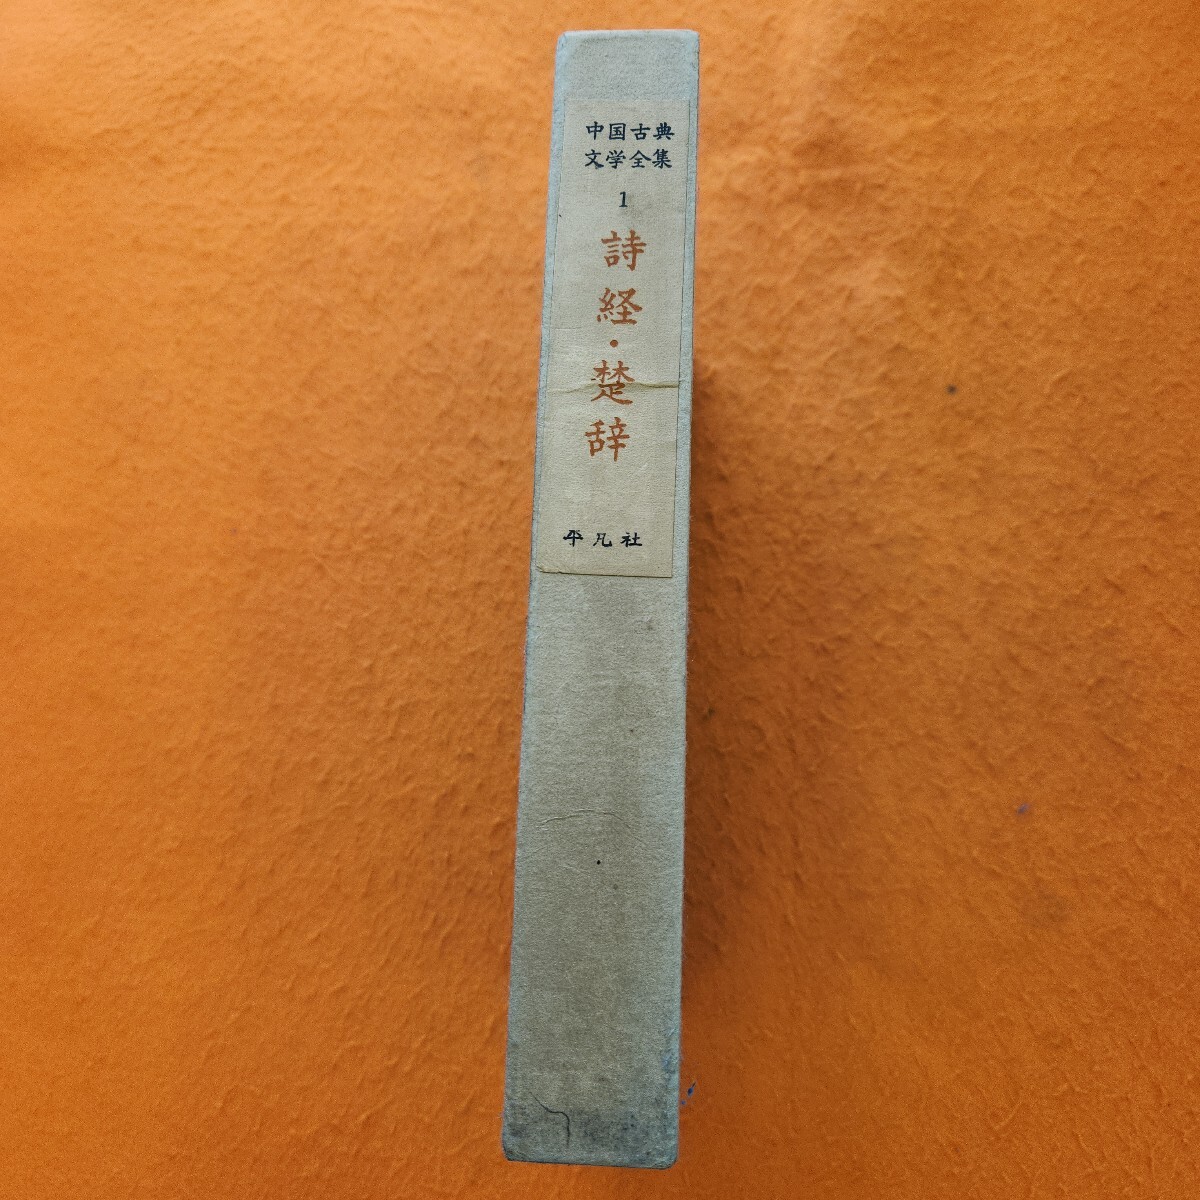 中国古典
文学全集
1
詩経・楚辞
平凡社